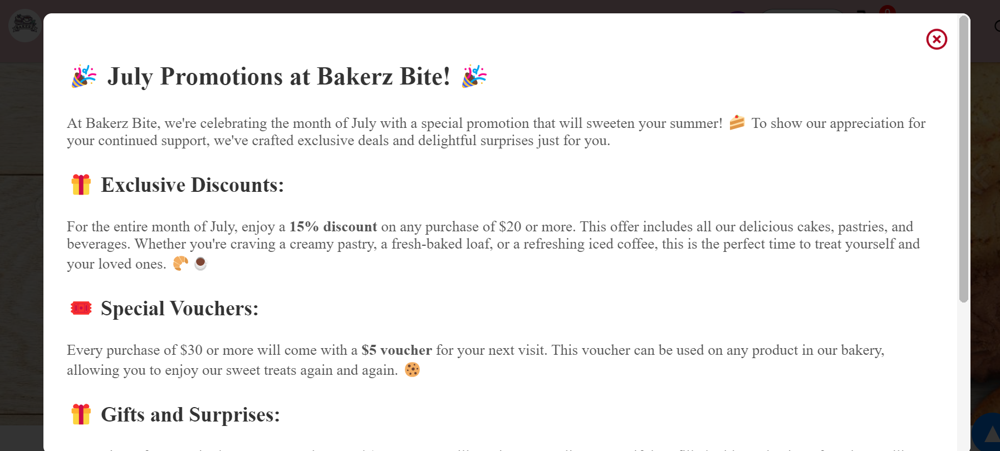 BAKERZ
0
🎉 July Promotions at Bakerz Bite! 🎉
At Bakerz Bite, we're celebrating the month of July with a special promotion that will sweeten your summer! 🍰 To show our appreciation for
your continued support, we've crafted exclusive deals and delightful surprises just for you.
🎁 Exclusive Discounts:
For the entire month of July, enjoy a 15% discount on any purchase of $20 or more. This offer includes all our delicious cakes, pastries, and
beverages. Whether you're craving a creamy pastry, a fresh-baked loaf, or a refreshing iced coffee, this is the perfect time to treat yourself and
your loved ones. 🥐 ☕
🎟️ Special Vouchers:
Every purchase of $30 or more will come with a $5 voucher for your next visit. This voucher can be used on any product in our bakery,
allowing you to enjoy our sweet treats again and again. 🍪
🎁 Gifts and Surprises: